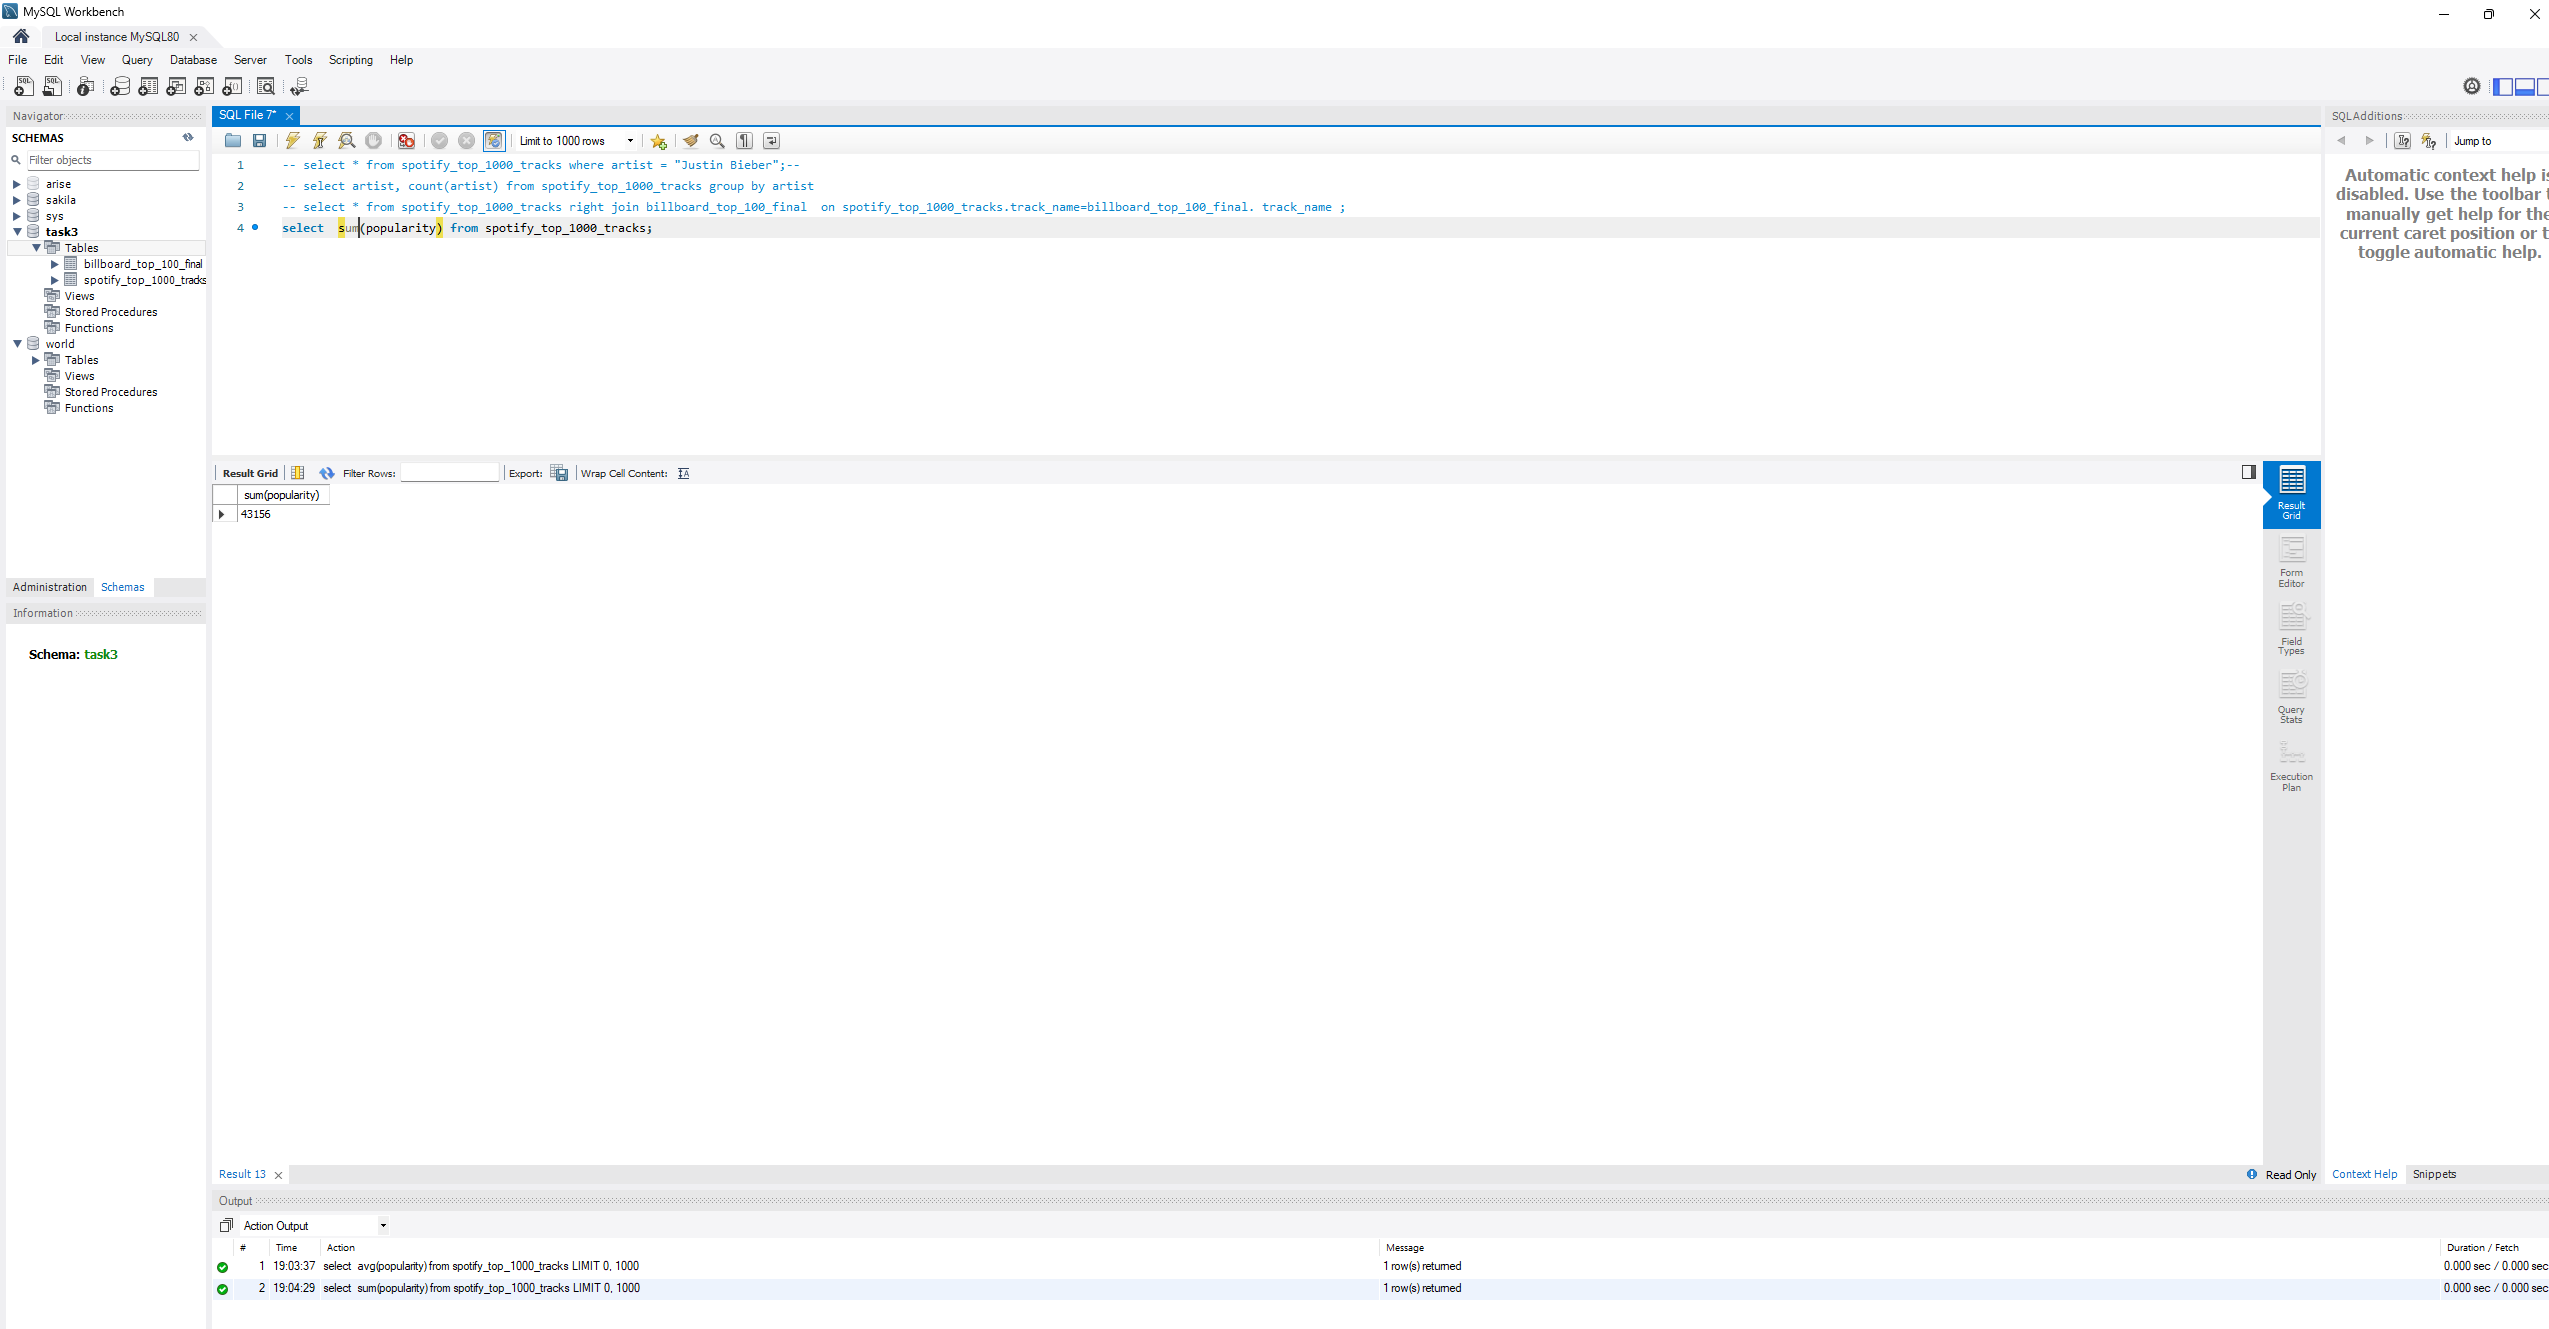 MySQL Workbench
Local instance MySQL80
File Edit View Query Database Server Tools Scripting Help
Navigator
SCHEMAS
Filter objects
arise
sakila
sys
task3
Tables
billboard_top_100_final
spotify_top_1000_tracks
Views
Stored Procedures
Functions
world
Tables
Views
Stored Procedures
Functions
Administration Schemas
Information
Schema: task3
SQL File 7*
Limit to 1000 rows
1 -- select * from spotify_top_1000_tracks where artist = "Justin Bieber";--
2 -- select artist, count(artist) from spotify_top_1000_tracks group by artist
3 -- select * from spotify_top_1000_tracks right join billboard_top_100_final  on spotify_top_1000_tracks.track_name=billboard_top_100_final. track_name ;
4 select  sum(popularity) from spotify_top_1000_tracks;
Result Grid Filter Rows: Export: Wrap Cell Content:
sum(popularity)
43156
Result
Grid
Form
Editor
Field
Types
Query
Stats
Execution
Plan
Result 13
Read Only
SQLAdditions
Jump to
Automatic context help is
disabled. Use the toolbar t
manually get help for the
current caret position or t
toggle automatic help.
Context Help Snippets
Output
Action Output
# Time Action Message Duration / Fetch
1 19:03:37 select  avg(popularity) from spotify_top_1000_tracks LIMIT 0, 1000 1 row(s) returned 0.000 sec / 0.000 sec
2 19:04:29 select  sum(popularity) from spotify_top_1000_tracks LIMIT 0, 1000 1 row(s) returned 0.000 sec / 0.000 sec